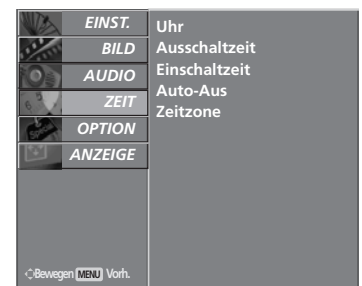 EINST.
BILD
AUDIO
ZEIT
OPTION
ANZEIGE
Bewegen MENU Vorh.
Uhr
Ausschaltzeit
Einschaltzeit
Auto-Aus
Zeitzone